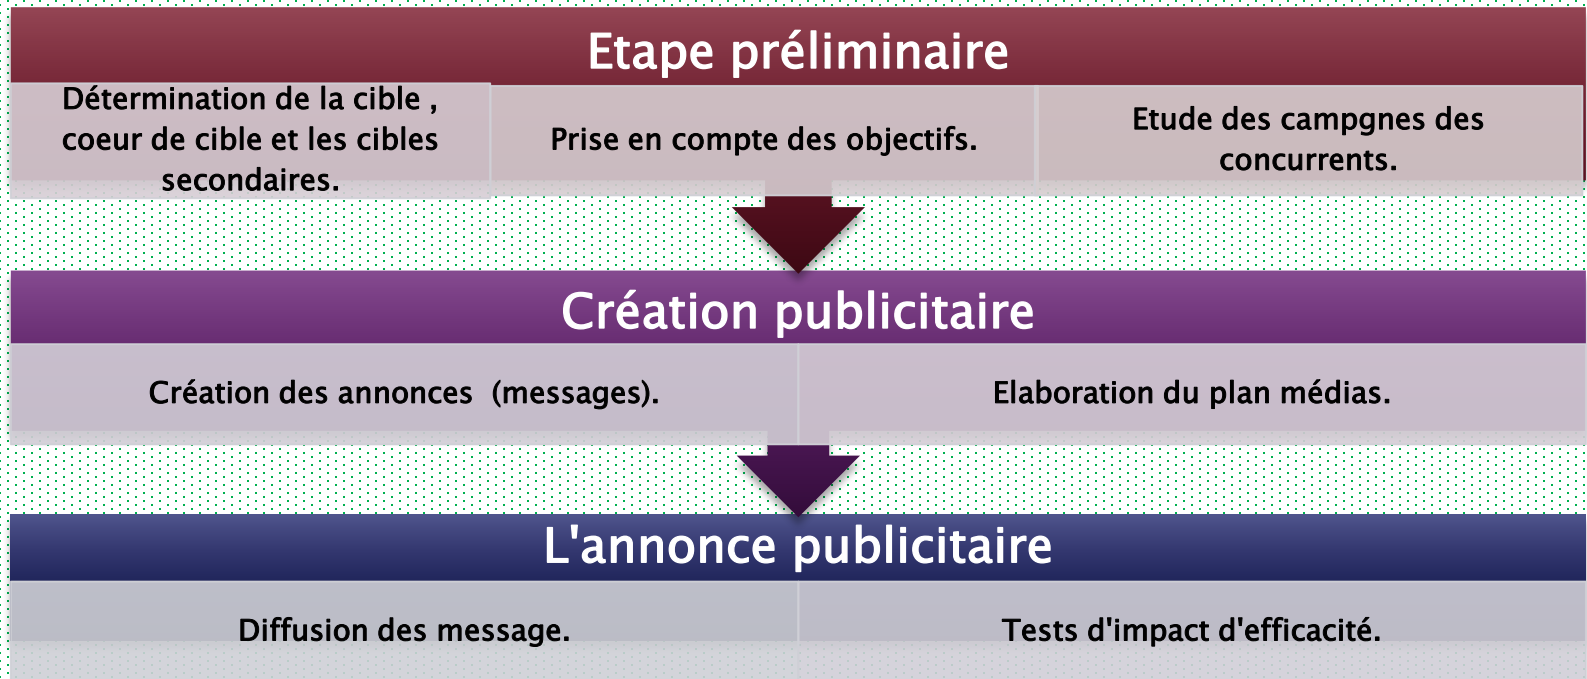 Etape préliminaire
Détermination de la cible ,
coeur de cible et les cibles
secondaires.
Prise en compte des objectifs.
Etude des campgnes des
concurrents.
Création publicitaire
Création des annonces (messages).
Elaboration du plan médias.
L'annonce publicitaire
Diffusion des message.
Tests d'impact d'efficacité.